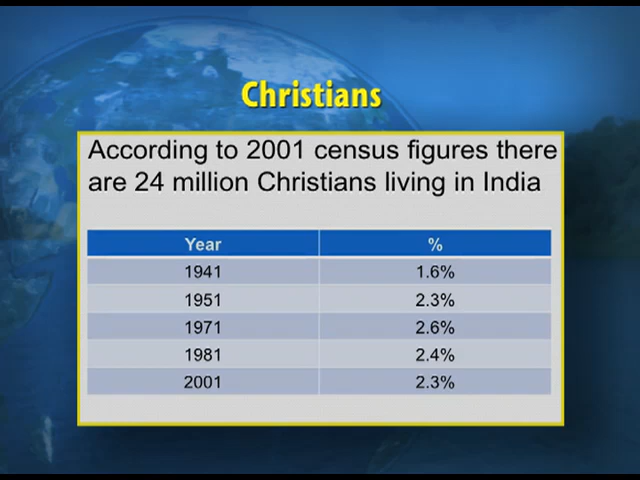 Christians
According to 2001 census figures there
are 24 million Christians living in India
Year %
1941 1.6%
1951 2.3%
1971 2.6%
1981 2.4%
2001 2.3%